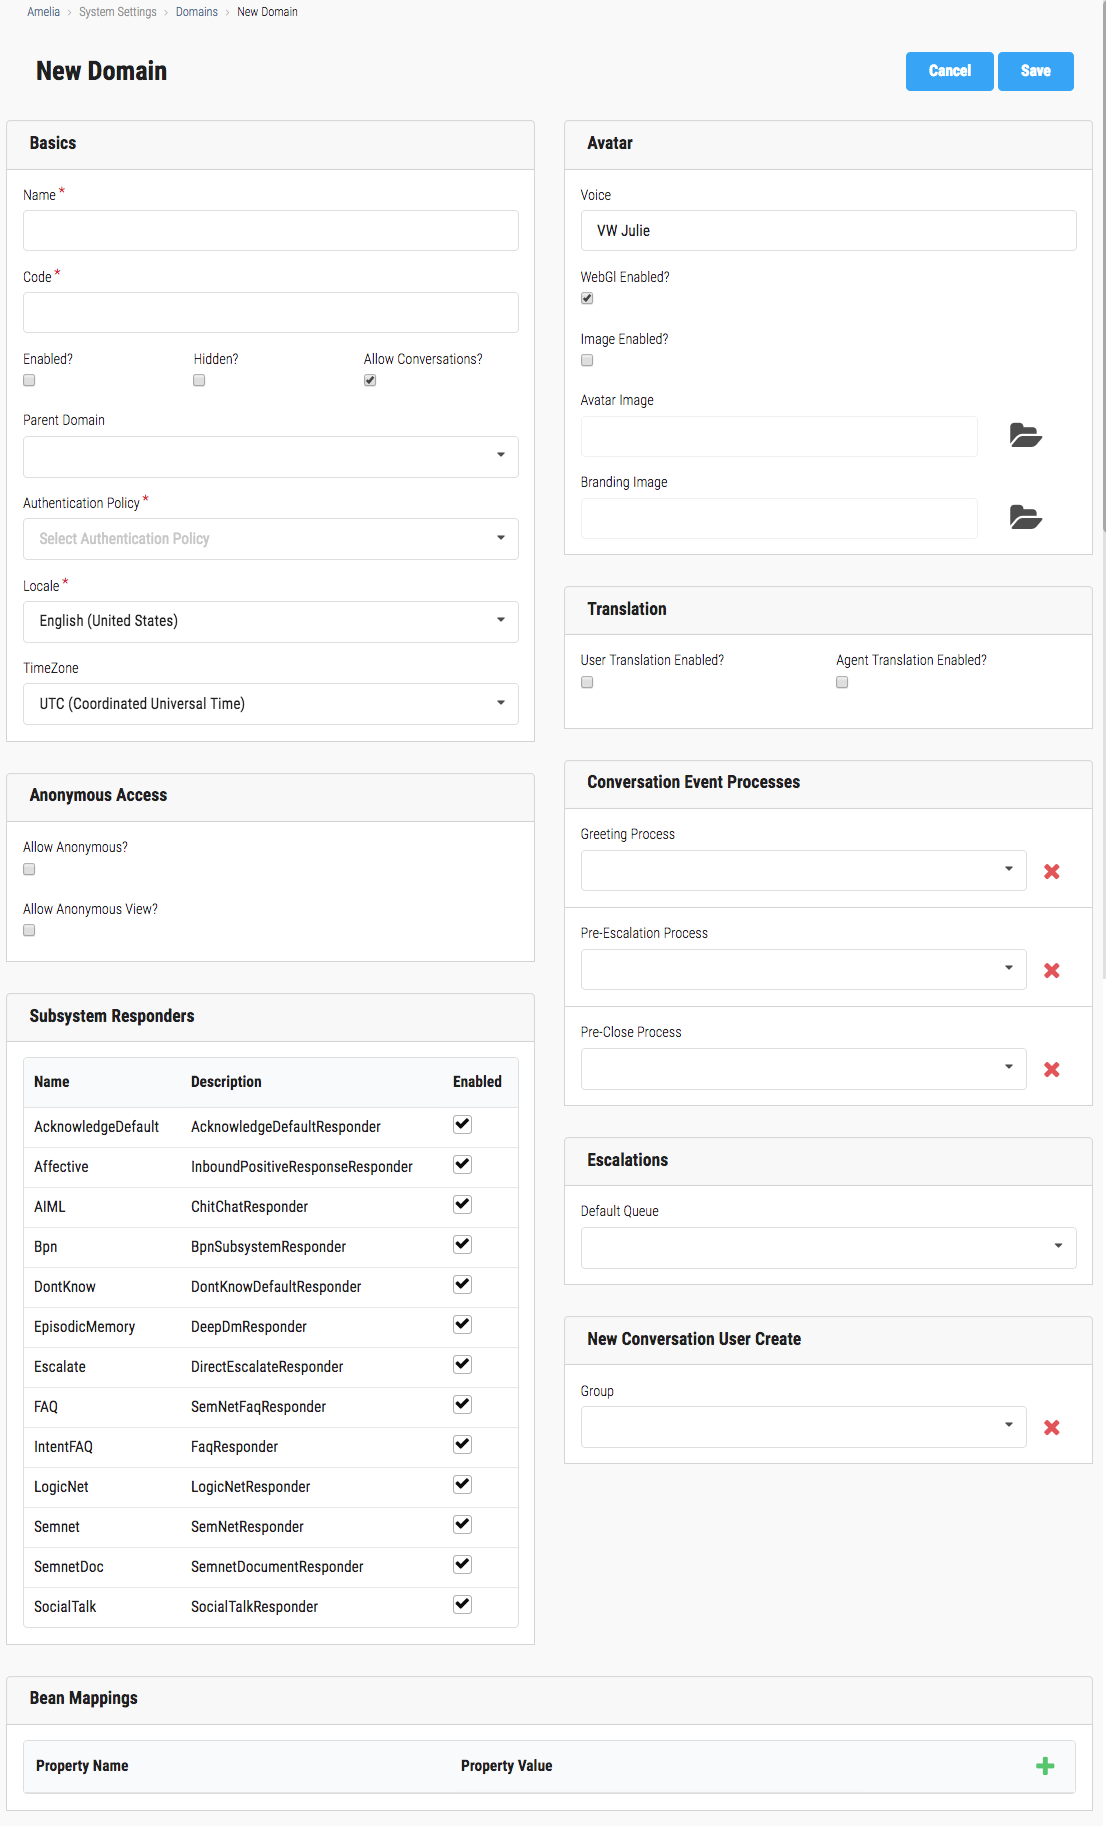 Amelia › System Settings › Domains › New Domain
New Domain
Cancel
Save
Basics
Name *
Code *
Enabled?
Hidden?
Allow Conversations?
Parent Domain
Authentication Policy *
Select Authentication Policy
Locale *
English (United States)
TimeZone
UTC (Coordinated Universal Time)
Anonymous Access
Allow Anonymous?
Allow Anonymous View?
Subsystem Responders
Name Description Enabled
AcknowledgeDefault AcknowledgeDefaultResponder
Affective InboundPositiveResponseResponder
AIML ChitChatResponder
Bpn BpnSubsystemResponder
DontKnow DontKnowDefaultResponder
EpisodicMemory DeepDmResponder
Escalate DirectEscalateResponder
FAQ SemNetFaqResponder
IntentFAQ FaqResponder
LogicNet LogicNetResponder
Semnet SemNetResponder
SemnetDoc SemnetDocumentResponder
SocialTalk SocialTalkResponder
Avatar
Voice
VW Julie
WebGl Enabled?
Image Enabled?
Avatar Image
Branding Image
Translation
User Translation Enabled?
Agent Translation Enabled?
Conversation Event Processes
Greeting Process
Pre-Escalation Process
Pre-Close Process
Escalations
Default Queue
New Conversation User Create
Group
Bean Mappings
Property Name Property Value